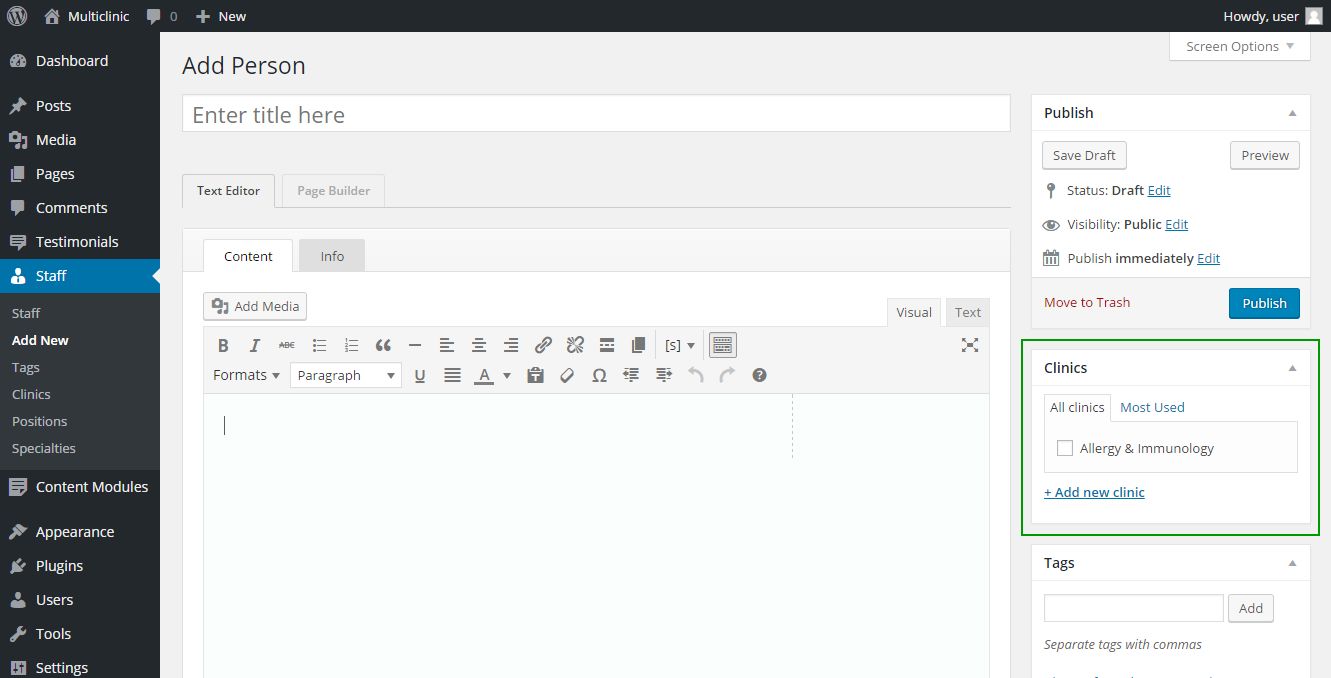 Multiclinic 0 + New Howdy, user
Screen Options ▼
Dashboard
Posts
Media
Pages
Comments
Testimonials
Staff
Staff
Add New
Tags
Clinics
Positions
Specialties
Content Modules
Appearance
Plugins
Users
Tools
Settings
Add Person
Enter title here
Text Editor Page Builder
Content Info
Add Media
Visual Text
B I ABC [s]
Formats Paragraph U A T Ω ?
Publish
Save Draft Preview
Status: Draft Edit
Visibility: Public Edit
Publish immediately Edit
Move to Trash Publish
Clinics
All clinics Most Used
Allergy & Immunology
+ Add new clinic
Tags
Add
Separate tags with commas